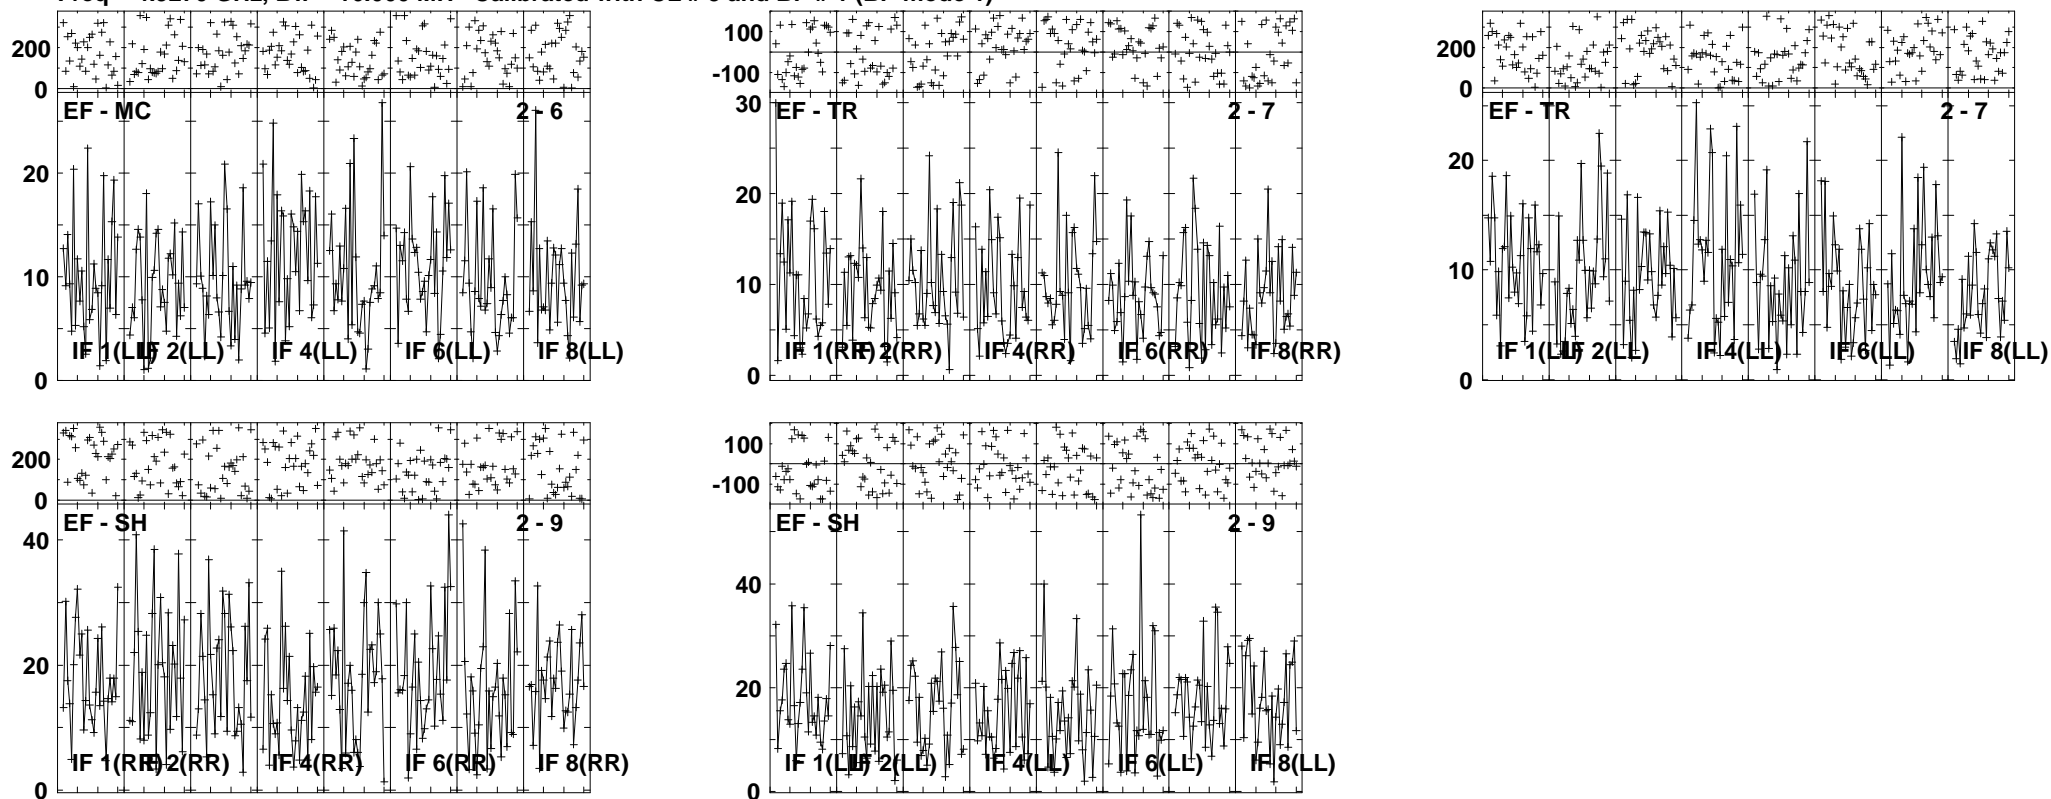 200
0
EF - MC
2 - 6
20
10
0
IF 1(LL)
IF 2(LL)
IF 4(LL)
IF 6(LL)
IF 8(LL)
100
-100
30
EF - TR
2 - 7
20
10
0
IF 1(RR)
IF 2(RR)
IF 4(RR)
IF 6(RR)
IF 8(RR)
200
0
EF - TR
2 - 7
20
10
0
IF 1(LL)
IF 2(LL)
IF 4(LL)
IF 6(LL)
IF 8(LL)
200
0
EF - SH
2 - 9
40
20
0
IF 1(RR)
IF 2(RR)
IF 4(RR)
IF 6(RR)
IF 8(RR)
100
-100
EF - SH
2 - 9
40
20
0
IF 1(LL)
IF 2(LL)
IF 4(LL)
IF 6(LL)
IF 8(LL)